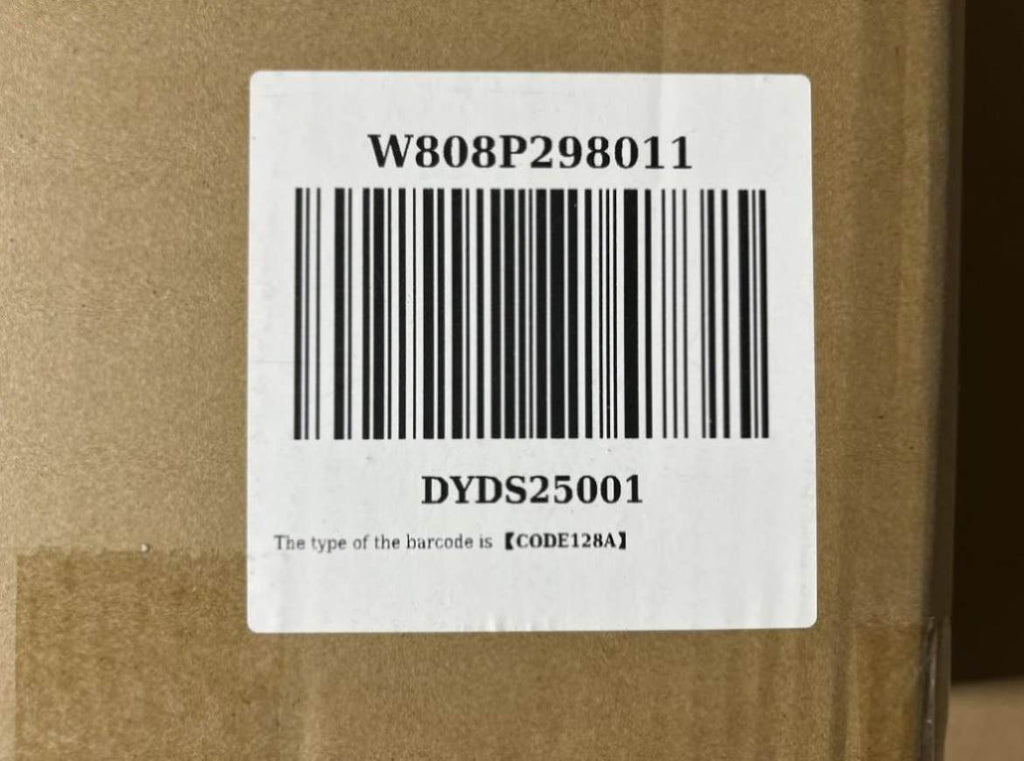 W808P298011
DYDS25001
The type of the barcode is 【CODE128A】